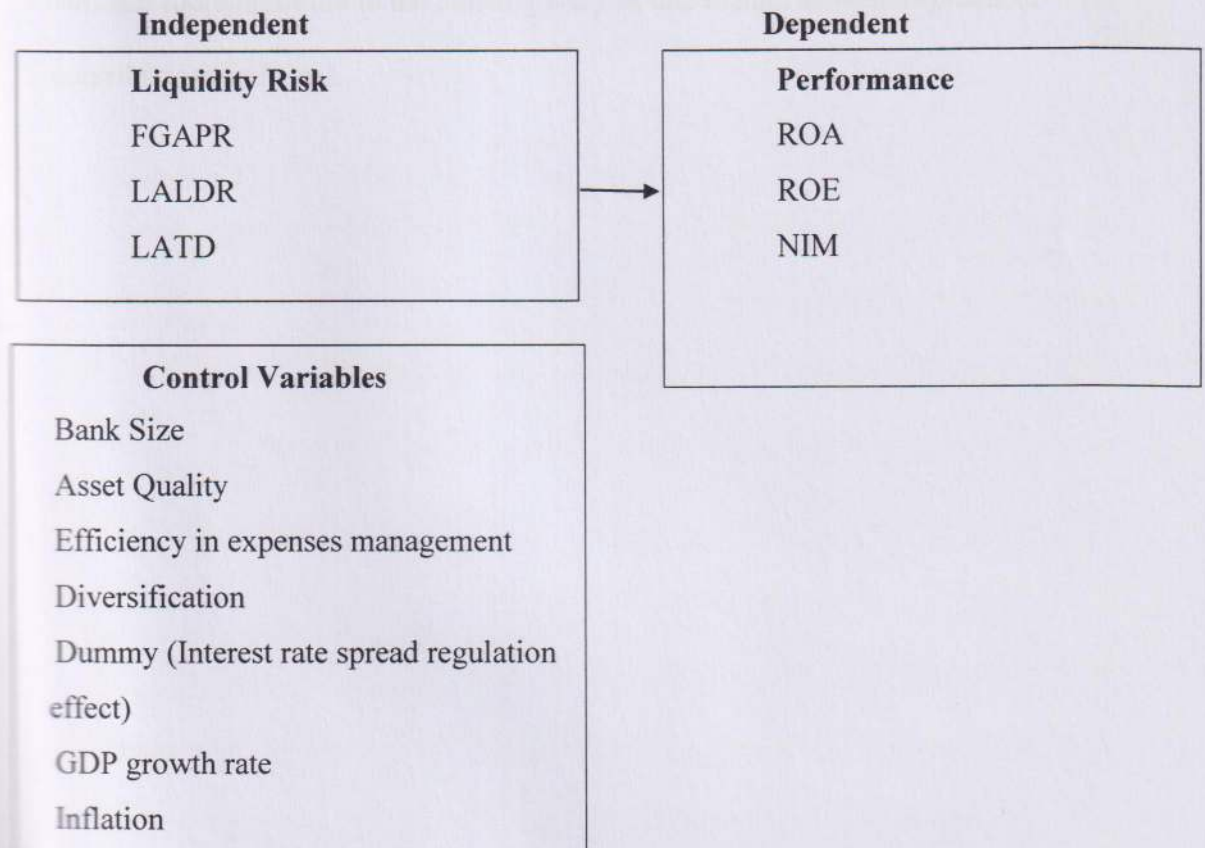 Independent
Liquidity Risk
FGAPR
LALDR
LATD
Dependent
Performance
ROA
ROE
NIM
Control Variables
Bank Size
Asset Quality
Efficiency in expenses management
Diversification
Dummy (Interest rate spread regulation
effect)
GDP growth rate
Inflation